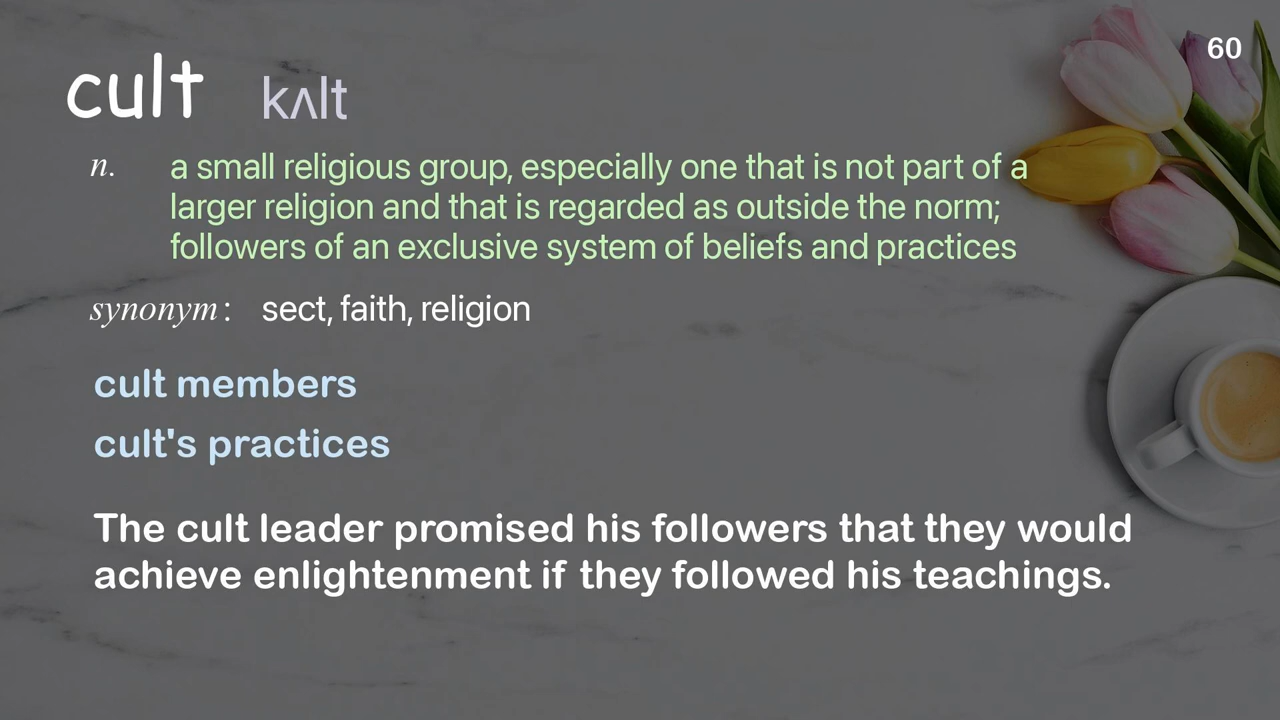 60
cult kʌlt
n. a small religious group, especially one that is not part of a
larger religion and that is regarded as outside the norm;
followers of an exclusive system of beliefs and practices
synonym: sect, faith, religion
cult members
cult's practices
The cult leader promised his followers that they would
achieve enlightenment if they followed his teachings.